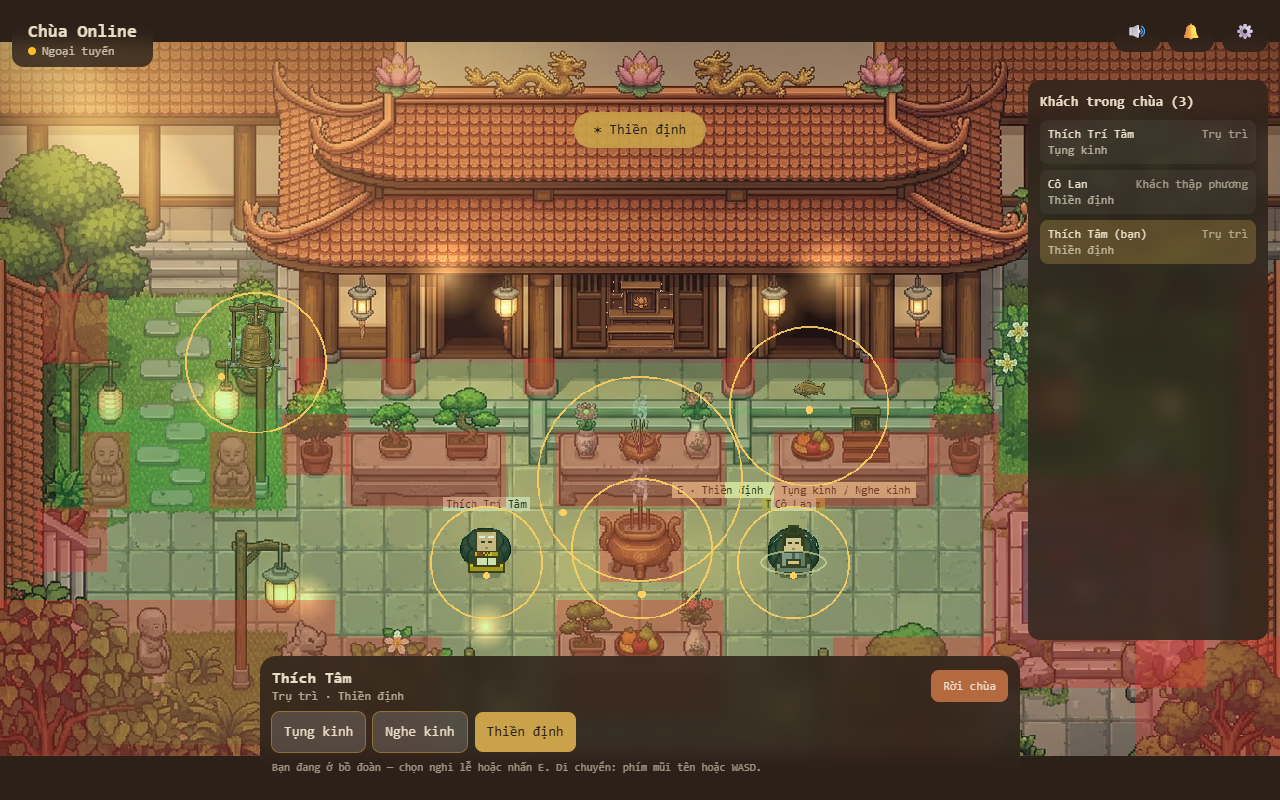 Chùa Online
Ngoại tuyến
✶ Thiền định
Khách trong chùa (3)
Thích Trí Tâm Trụ trì
Tụng kinh
Cô Lan Khách thập phương
Thiền định
Thích Tâm (bạn) Trụ trì
Thiền định
E · Thiền định / Tụng kinh / Nghe kinh
Thích Trí Tâm
Cô Lan
Thích Tâm
Trụ trì · Thiền định
Rời chùa
Tụng kinh
Nghe kinh
Thiền định
Bạn đang ở bồ đoàn — chọn nghi lễ hoặc nhấn E. Di chuyển: phím mũi tên hoặc WASD.